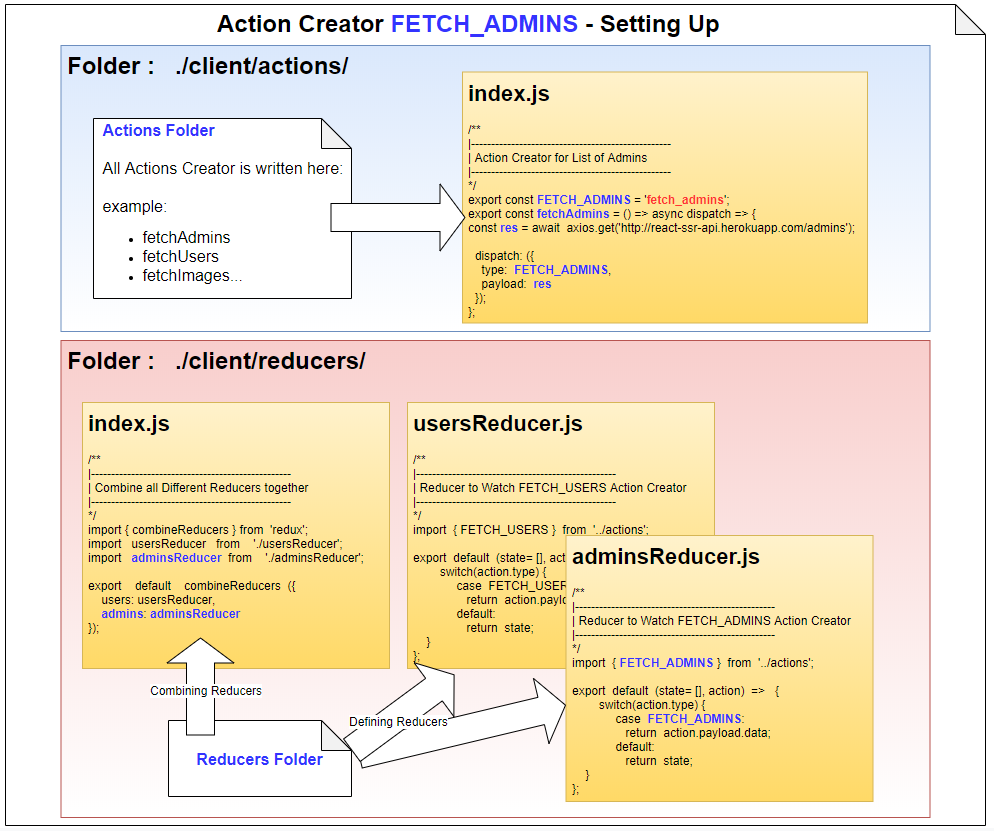 Action Creator FETCH_ADMINS - Setting Up
Folder : ./client/actions/
Actions Folder
All Actions Creator is written here:
example:
• fetchAdmins
• fetchUsers
• fetchImages...
index.js
/**
|--------------------------------------------------
| Action Creator for List of Admins
|--------------------------------------------------
*/
export const FETCH_ADMINS = 'fetch_admins';
export const fetchAdmins = () => async dispatch => {
const res = await axios.get('http://react-ssr-api.herokuapp.com/admins');
dispatch: ({
type: FETCH_ADMINS,
payload: res
});
};
Folder : ./client/reducers/
index.js
/**
|--------------------------------------------------
| Combine all Different Reducers together
|--------------------------------------------------
*/
import { combineReducers } from 'redux';
import usersReducer from './usersReducer';
import adminsReducer from './adminsReducer';
export default combineReducers ({
users: usersReducer,
admins: adminsReducer
});
usersReducer.js
/**
|--------------------------------------------------
| Reducer to Watch FETCH_USERS Action Creator
|--------------------------------------------------
*/
import { FETCH_USERS } from '../actions';
export default (state= [],
switch(action.type) {
case
return
default:
return state;
}
};
adminsReducer.js
/**
|--------------------------------------------------
| Reducer to Watch FETCH_ADMINS Action Creator
|--------------------------------------------------
*/
import { FETCH_ADMINS } from '../actions';
export default (state= [], action) => {
switch(action.type) {
case FETCH_ADMINS:
return action.payload.data;
default:
return state;
}
};
Combining Reducers
Defining Reducers
Reducers Folder